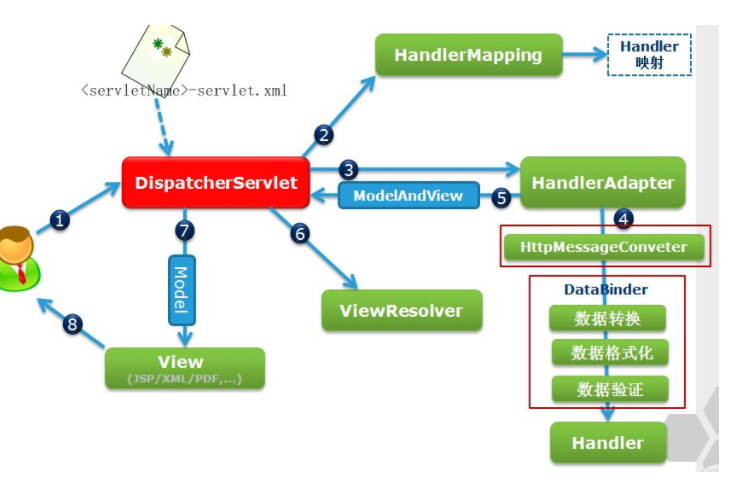 <servletName>-servlet.xml
HandlerMapping
Handler
映射
2
DispatcherServlet
3
HandlerAdapter
ModelAndView
5
1
4
HttpMessageConveter
7
6
Model
DataBinder
数据转换
数据格式化
数据验证
ViewResolver
8
View
(JSP/XML/PDF,...)
Handler